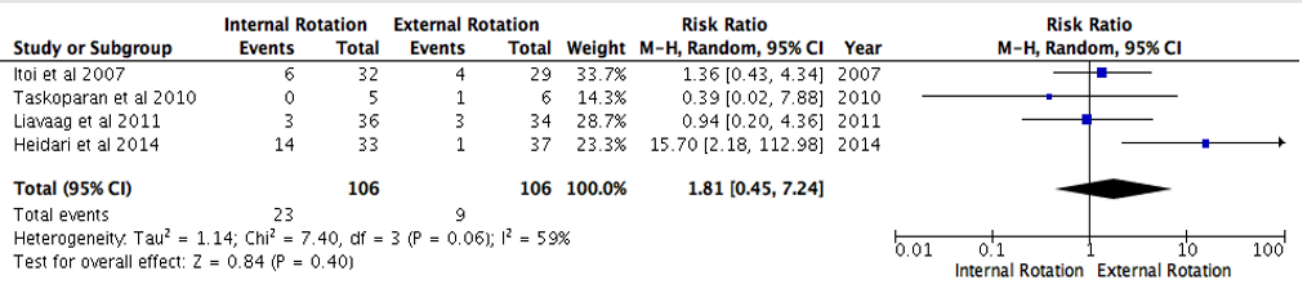 Internal Rotation External Rotation Risk Ratio Risk Ratio
Study or Subgroup Events Total Events Total Weight M-H, Random, 95% CI Year M-H, Random, 95% CI
Itoi et al 2007 6 32 4 29 33.7% 1.36 [0.43, 4.34] 2007
Taskoparan et al 2010 0 5 1 6 14.3% 0.39 [0.02, 7.88] 2010
Liavaag et al 2011 3 36 3 34 28.7% 0.94 [0.20, 4.36] 2011
Heidari et al 2014 14 33 1 37 23.3% 15.70 [2.18, 112.98] 2014
Total (95% CI) 106 106 100.0% 1.81 [0.45, 7.24]
Total events 23 9
Heterogeneity: Tau² = 1.14; Chi² = 7.40, df = 3 (P = 0.06); I² = 59%
Test for overall effect: Z = 0.84 (P = 0.40)
0.01 0.1 1 10 100
Internal Rotation External Rotation